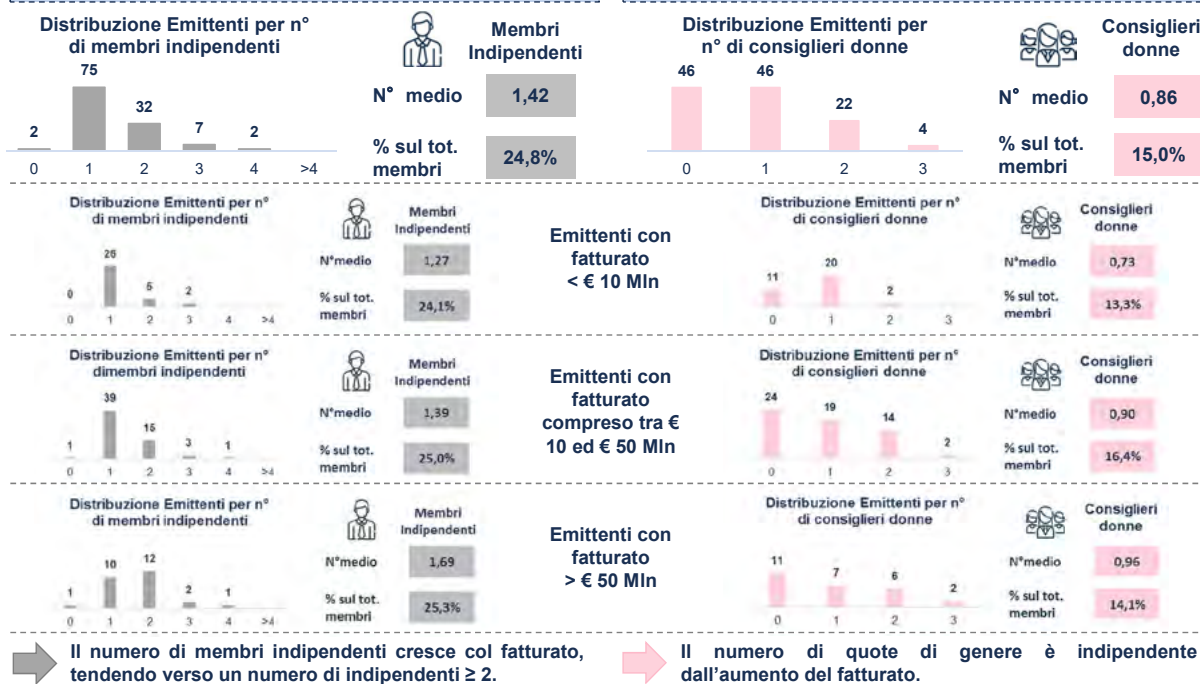 Distribuzione Emittenti per n°
di membri indipendenti
75
32
2
7
2
0 1 2 3 4 >4
Membri
Indipendenti
N° medio 1,42
% sul tot.
membri 24,8%
Distribuzione Emittenti per
n° di consiglieri donne
46 46
22
4
0 1 2 3
Consiglieri
donne
N° medio 0,86
% sul tot.
membri 15,0%
Distribuzione Emittenti per n°
di membri indipendenti
26
0 5 2
0 1 2 3 4 >4
Membri
Indipendenti
N°medio 1,27
% sul tot.
membri 24,1%
Emittenti con
fatturato
< € 10 Mln
Distribuzione Emittenti per n°
di consiglieri donne
11 20 2
0 1 2 3
Consiglieri
donne
N°medio 0,73
% sul tot.
membri 13,3%
Distribuzione Emittenti per n°
dimembri indipendenti
39
1 15 3 1
0 1 2 3 4 >4
Membri
Indipendenti
N°medio 1,39
% sul tot.
membri 25,0%
Emittenti con
fatturato
compreso tra €
10 ed € 50 Mln
Distribuzione Emittenti per n°
di consiglieri donne
24 19 14 2
0 1 2 3
Consiglieri
donne
N°medio 0,90
% sul tot.
membri 16,4%
Distribuzione Emittenti per n°
di membri indipendenti
1 10 12 2 1
0 1 2 3 4 >4
Membri
Indipendenti
N°medio 1,69
% sul tot.
membri 25,3%
Emittenti con
fatturato
> € 50 Mln
Distribuzione Emittenti per n°
di consiglieri donne
11 7 6 2
0 1 2 3
Consiglieri
donne
N°medio 0,96
% sul tot.
membri 14,1%
Il numero di membri indipendenti cresce col fatturato,
tendendo verso un numero di indipendenti ≥ 2.
Il numero di quote di genere è indipendente
dall'aumento del fatturato.